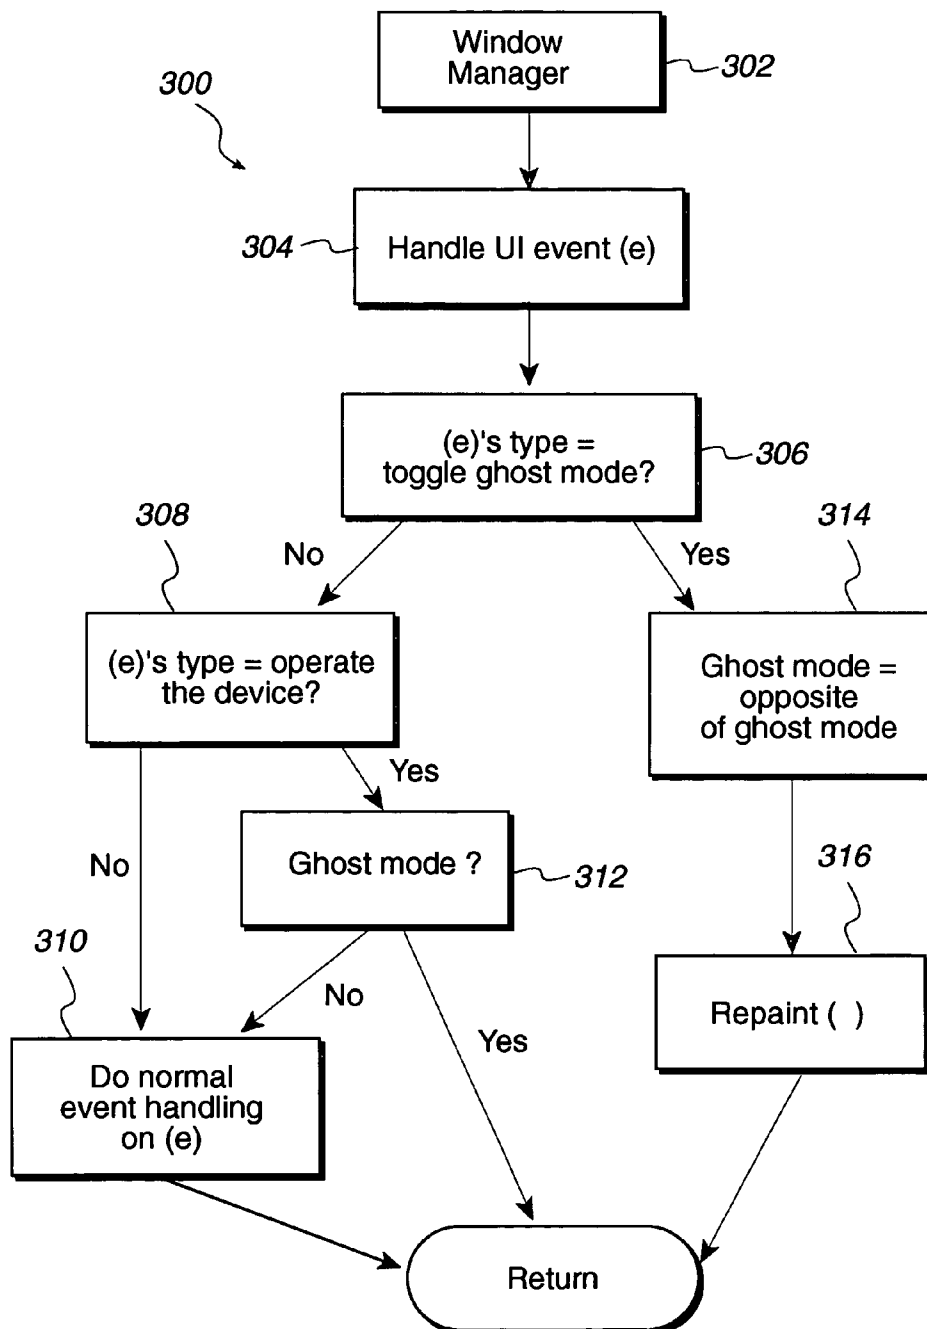 Window
Manager
302
300
304
Handle UI event (e)
(e)'s type =
toggle ghost mode?
306
308
314
No
Yes
(e)'s type = operate
the device?
Ghost mode =
opposite
of ghost mode
Yes
No
Ghost mode ?
312
316
310
No
Repaint ( )
Yes
Do normal
event handling
on (e)
Return